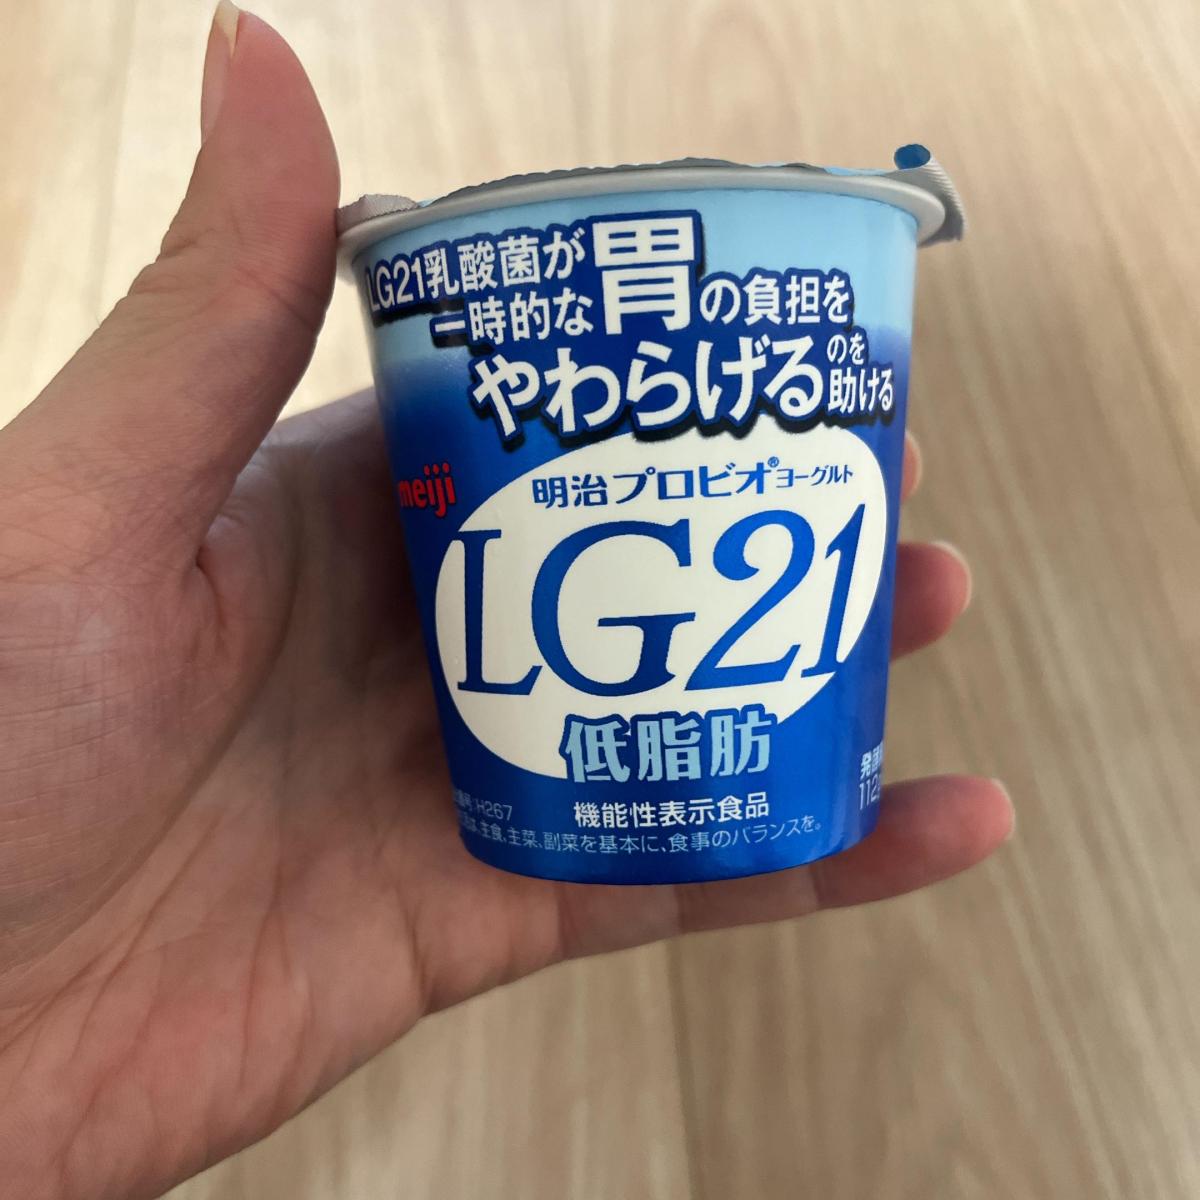 LG21乳酸菌が
一時的な胃の負担を
やわらげるのを助ける
meiji
明治プロビオ®ヨーグルト
LG21
低脂肪
機能性表示食品
H267
主食、主菜、副菜を基本に、食事のバランスを。
112